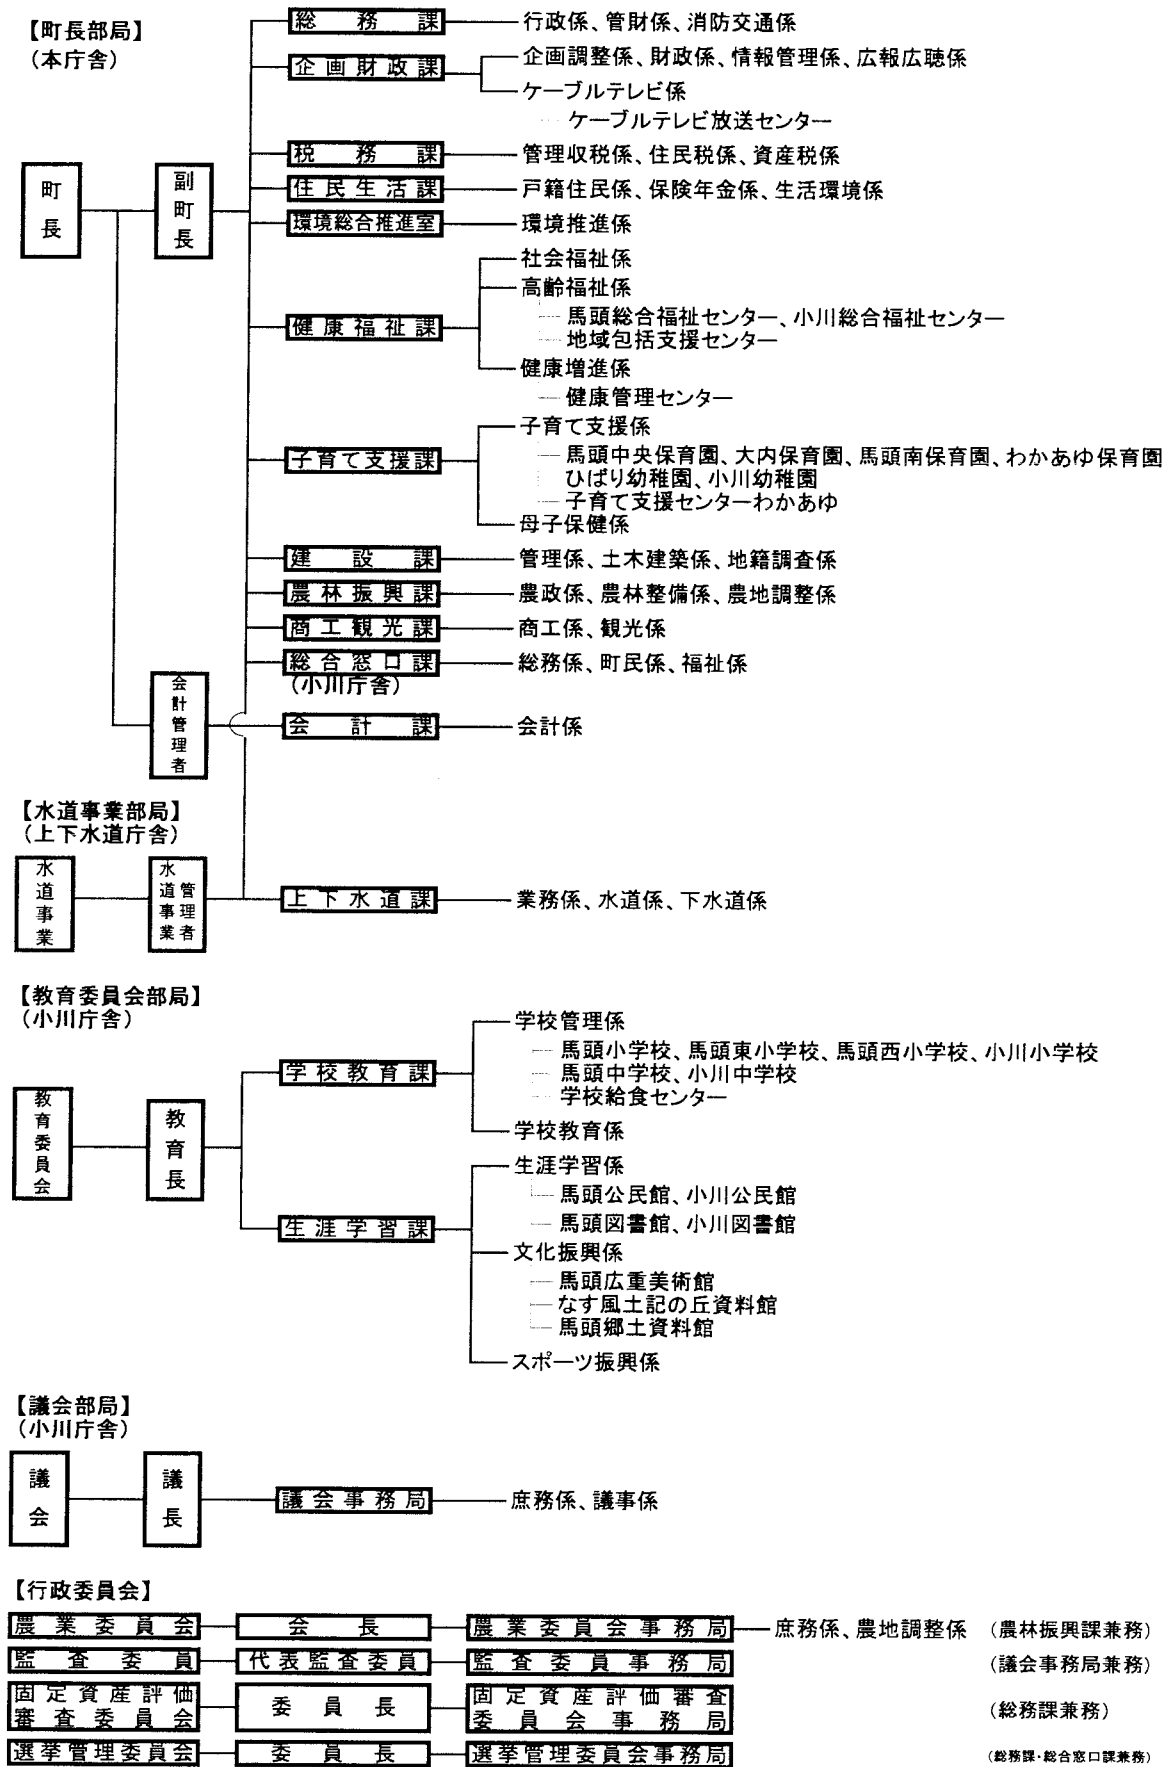 【町長部局】
（本庁舎）
町長
副町長
総務課
行政係、管財係、消防交通係
企画財政課
企画調整係、財政係、情報管理係、広報広聴係
ケーブルテレビ係
ケーブルテレビ放送センター
税務課
管理収税係、住民税係、資産税係
住民生活課
戸籍住民係、保険年金係、生活環境係
環境総合推進室
環境推進係
健康福祉課
社会福祉係
高齢福祉係
馬頭総合福祉センター、小川総合福祉センター
地域包括支援センター
健康増進係
健康管理センター
子育て支援課
子育て支援係
馬頭中央保育園、大内保育園、馬頭南保育園、わかあゆ保育園
ひばり幼稚園、小川幼稚園
子育て支援センターわかあゆ
母子保健係
建設課
管理係、土木建築係、地籍調査係
農林振興課
農政係、農林整備係、農地調整係
商工観光課
商工係、観光係
総合窓口課
（小川庁舎）
総務係、町民係、福祉係
会計管理者
会計課
会計係
【水道事業部局】
（上下水道庁舎）
水道事業
水道事業管理者
上下水道課
業務係、水道係、下水道係
【教育委員会部局】
（小川庁舎）
教育委員会
教育長
学校教育課
学校管理係
馬頭小学校、馬頭東小学校、馬頭西小学校、小川小学校
馬頭中学校、小川中学校
学校給食センター
学校教育係
生涯学習課
生涯学習係
馬頭公民館、小川公民館
馬頭図書館、小川図書館
文化振興係
馬頭広重美術館
なす風土記の丘資料館
馬頭郷土資料館
スポーツ振興係
【議会部局】
（小川庁舎）
議会
議長
議会事務局
庶務係、議事係
【行政委員会】
農業委員会
会長
農業委員会事務局
庶務係、農地調整係
（農林振興課兼務）
監査委員
代表監査委員
監査委員事務局
（議会事務局兼務）
固定資産評価
審査委員会
委員長
固定資産評価審査
委員会事務局
（総務課兼務）
選挙管理委員会
委員長
選挙管理委員会事務局
（総務課・総合窓口課兼務）